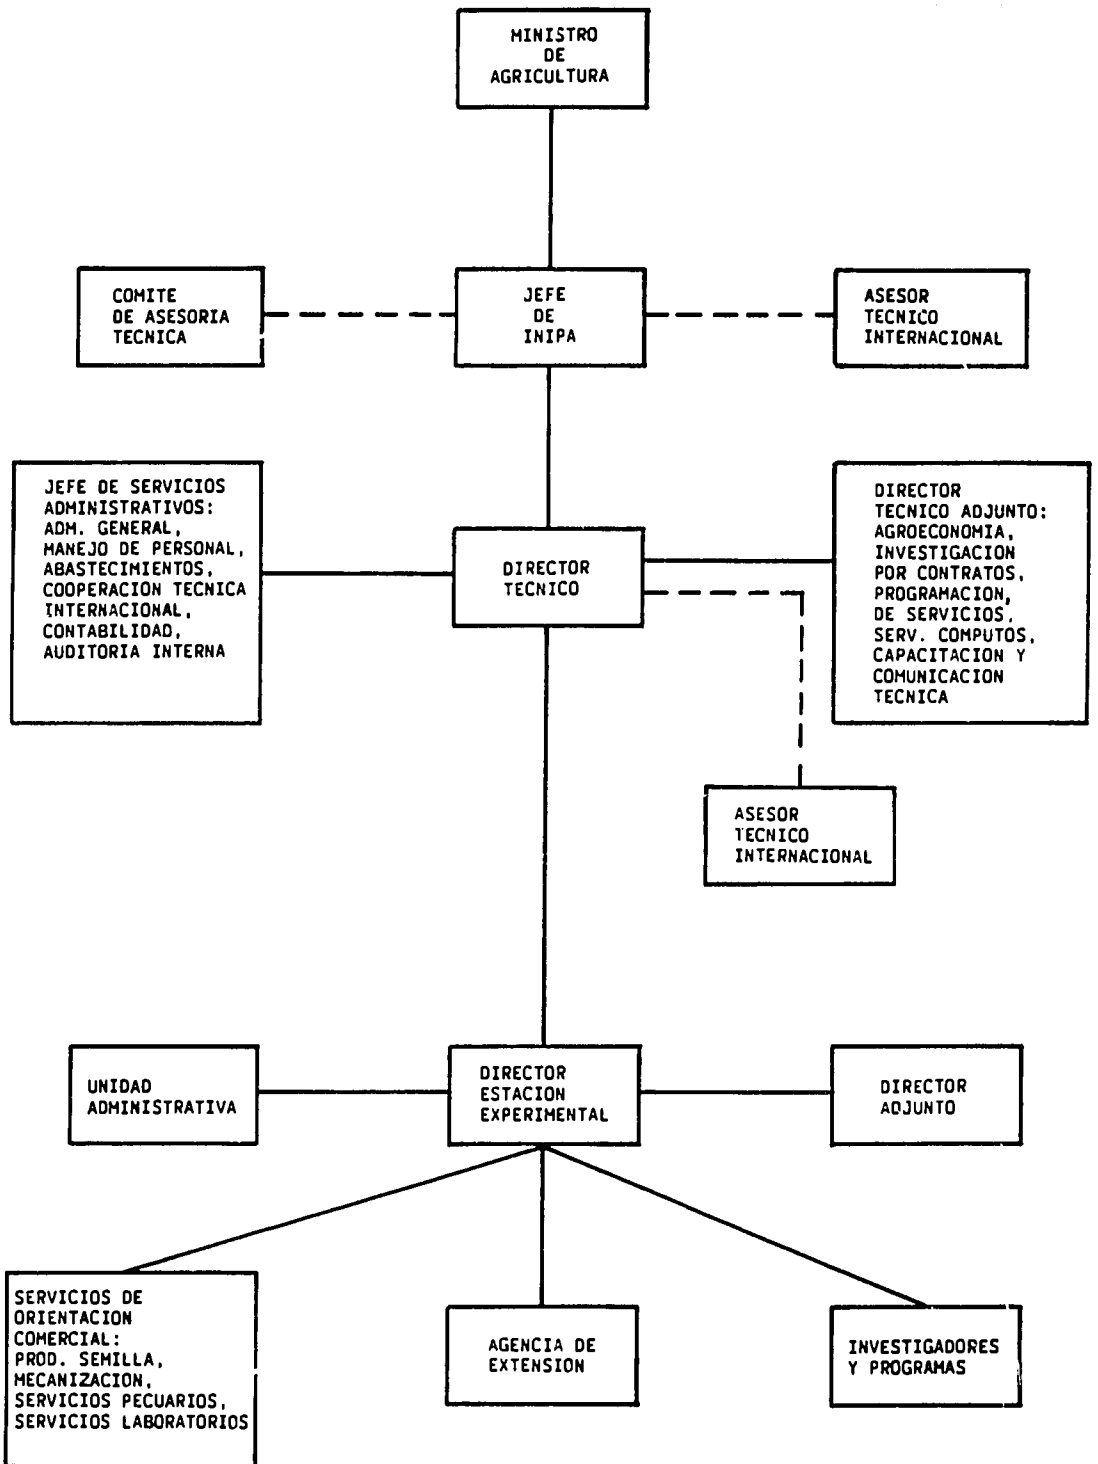 MINISTRO
DE
AGRICULTURA
COMITE
DE ASESORIA
TECNICA
JEFE
DE
INIPA
ASESOR
TECNICO
INTERNACIONAL
JEFE DE SERVICIOS
ADMINISTRATIVOS:
ADM. GENERAL,
MANEJO DE PERSONAL,
ABASTECIMIENTOS,
COOPERACION TECNICA
INTERNACIONAL,
CONTABILIDAD,
AUDITORIA INTERNA
DIRECTOR
TECNICO
DIRECTOR
TECNICO ADJUNTO:
AGROECONOMIA,
INVESTIGACION
POR CONTRATOS,
PROGRAMACION,
DE SERVICIOS,
SERV. COMPUTOS,
CAPACITACION Y
COMUNICACION
TECNICA
ASESOR
TECNICO
INTERNACIONAL
UNIDAD
ADMINISTRATIVA
DIRECTOR
ESTACION
EXPERIMENTAL
DIRECTOR
ADJUNTO
SERVICIOS DE
ORIENTACION
COMERCIAL:
PROD. SEMILLA,
MECANIZACION,
SERVICIOS PECUARIOS,
SERVICIOS LABORATORIOS
AGENCIA DE
EXTENSION
INVESTIGADORES
Y PROGRAMAS